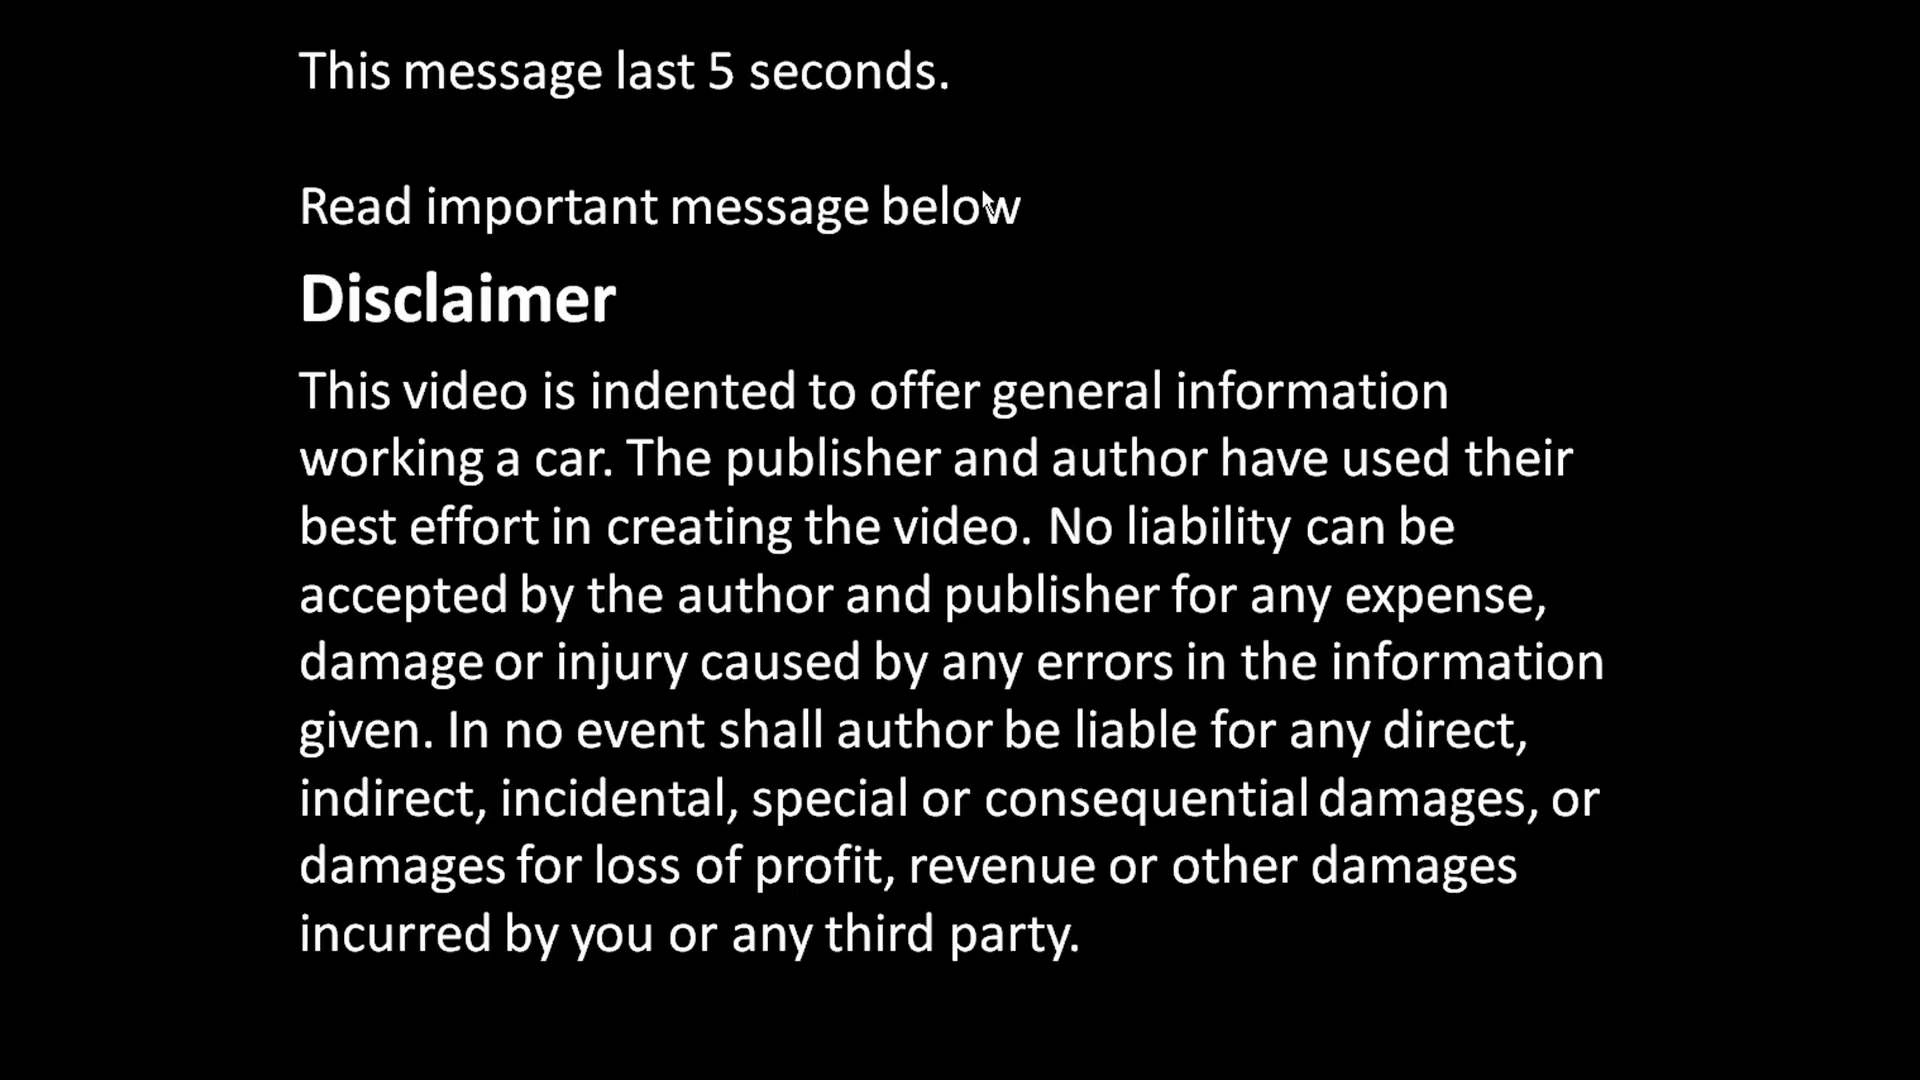 This message last 5 seconds.
Read important message below
Disclaimer
This video is indented to offer general information
working a car. The publisher and author have used their
best effort in creating the video. No liability can be
accepted by the author and publisher for any expense,
damage or injury caused by any errors in the information
given. In no event shall author be liable for any direct,
indirect, incidental, special or consequential damages, or
damages for loss of profit, revenue or other damages
incurred by you or any third party.